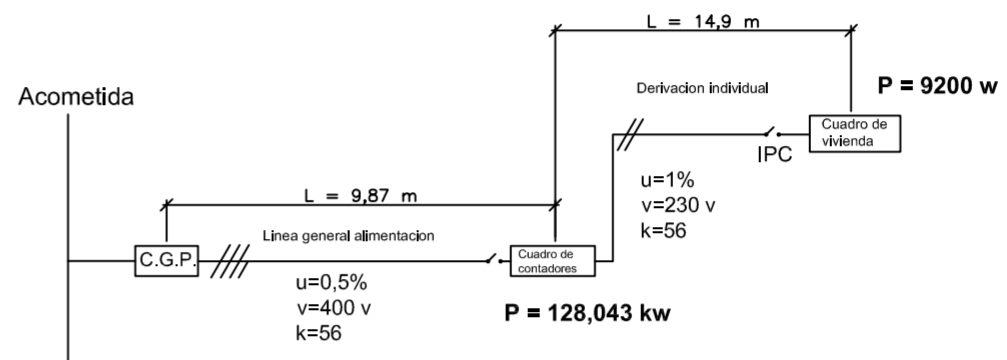 L = 14,9 m
P = 9200 w
Acometida
Derivacion individual
Cuadro de
vivienda
IPC
L = 9,87 m
u=1%
v=230 v
k=56
Linea general alimentacion
C.G.P.
Cuadro de
contadores
u=0,5%
v=400 v
k=56
P = 128,043 kw